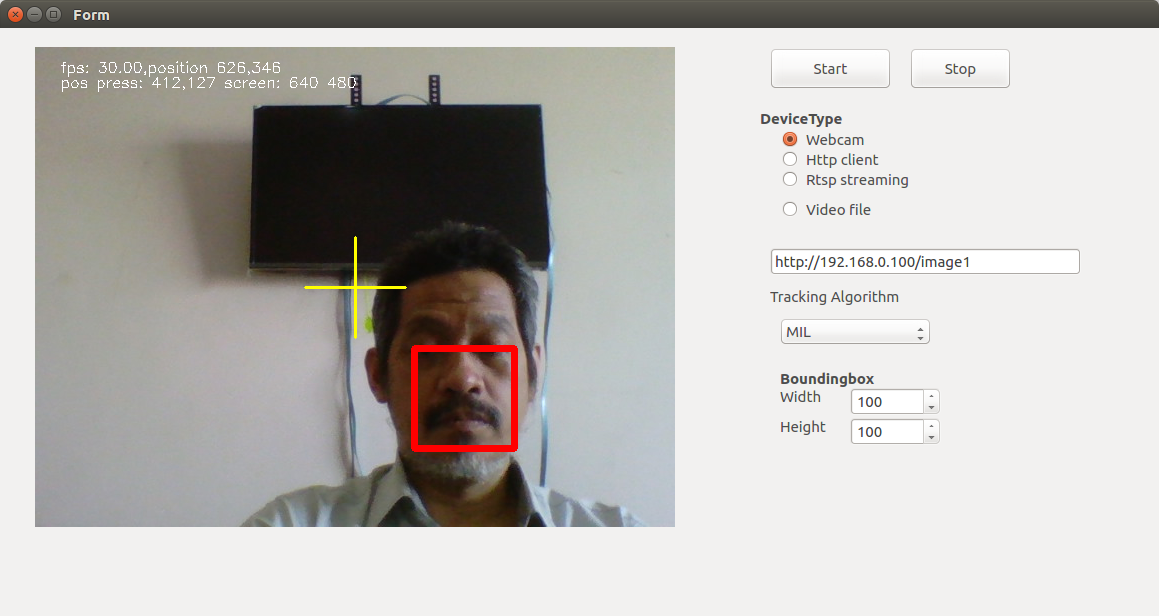 Form
fps: 30.00,position 626,346
pos press: 412,127 screen: 640 480
Start
Stop
DeviceType
Webcam
Http client
Rtsp streaming
Video file
http://192.168.0.100/image1
Tracking Algorithm
MIL
Boundingbox
Width 100
Height 100